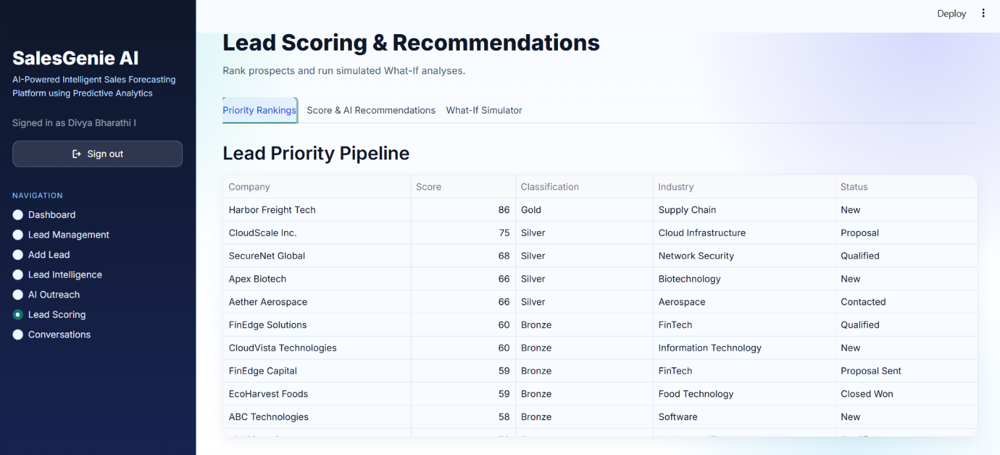 Deploy
SalesGenie AI
AI-Powered Intelligent Sales Forecasting
Platform using Predictive Analytics
Signed in as Divya Bharathi I
Sign out
NAVIGATION
Dashboard
Lead Management
Add Lead
Lead Intelligence
AI Outreach
Lead Scoring
Conversations
Lead Scoring & Recommendations
Rank prospects and run simulated What-If analyses.
Priority Rankings Score & AI Recommendations What-If Simulator
Lead Priority Pipeline
Company Score Classification Industry Status
Harbor Freight Tech 86 Gold Supply Chain New
CloudScale Inc. 75 Silver Cloud Infrastructure Proposal
SecureNet Global 68 Silver Network Security Qualified
Apex Biotech 66 Silver Biotechnology New
Aether Aerospace 66 Silver Aerospace Contacted
FinEdge Solutions 60 Bronze FinTech Qualified
CloudVista Technologies 60 Bronze Information Technology New
FinEdge Capital 59 Bronze FinTech Proposal Sent
EcoHarvest Foods 59 Bronze Food Technology Closed Won
ABC Technologies 58 Bronze Software New